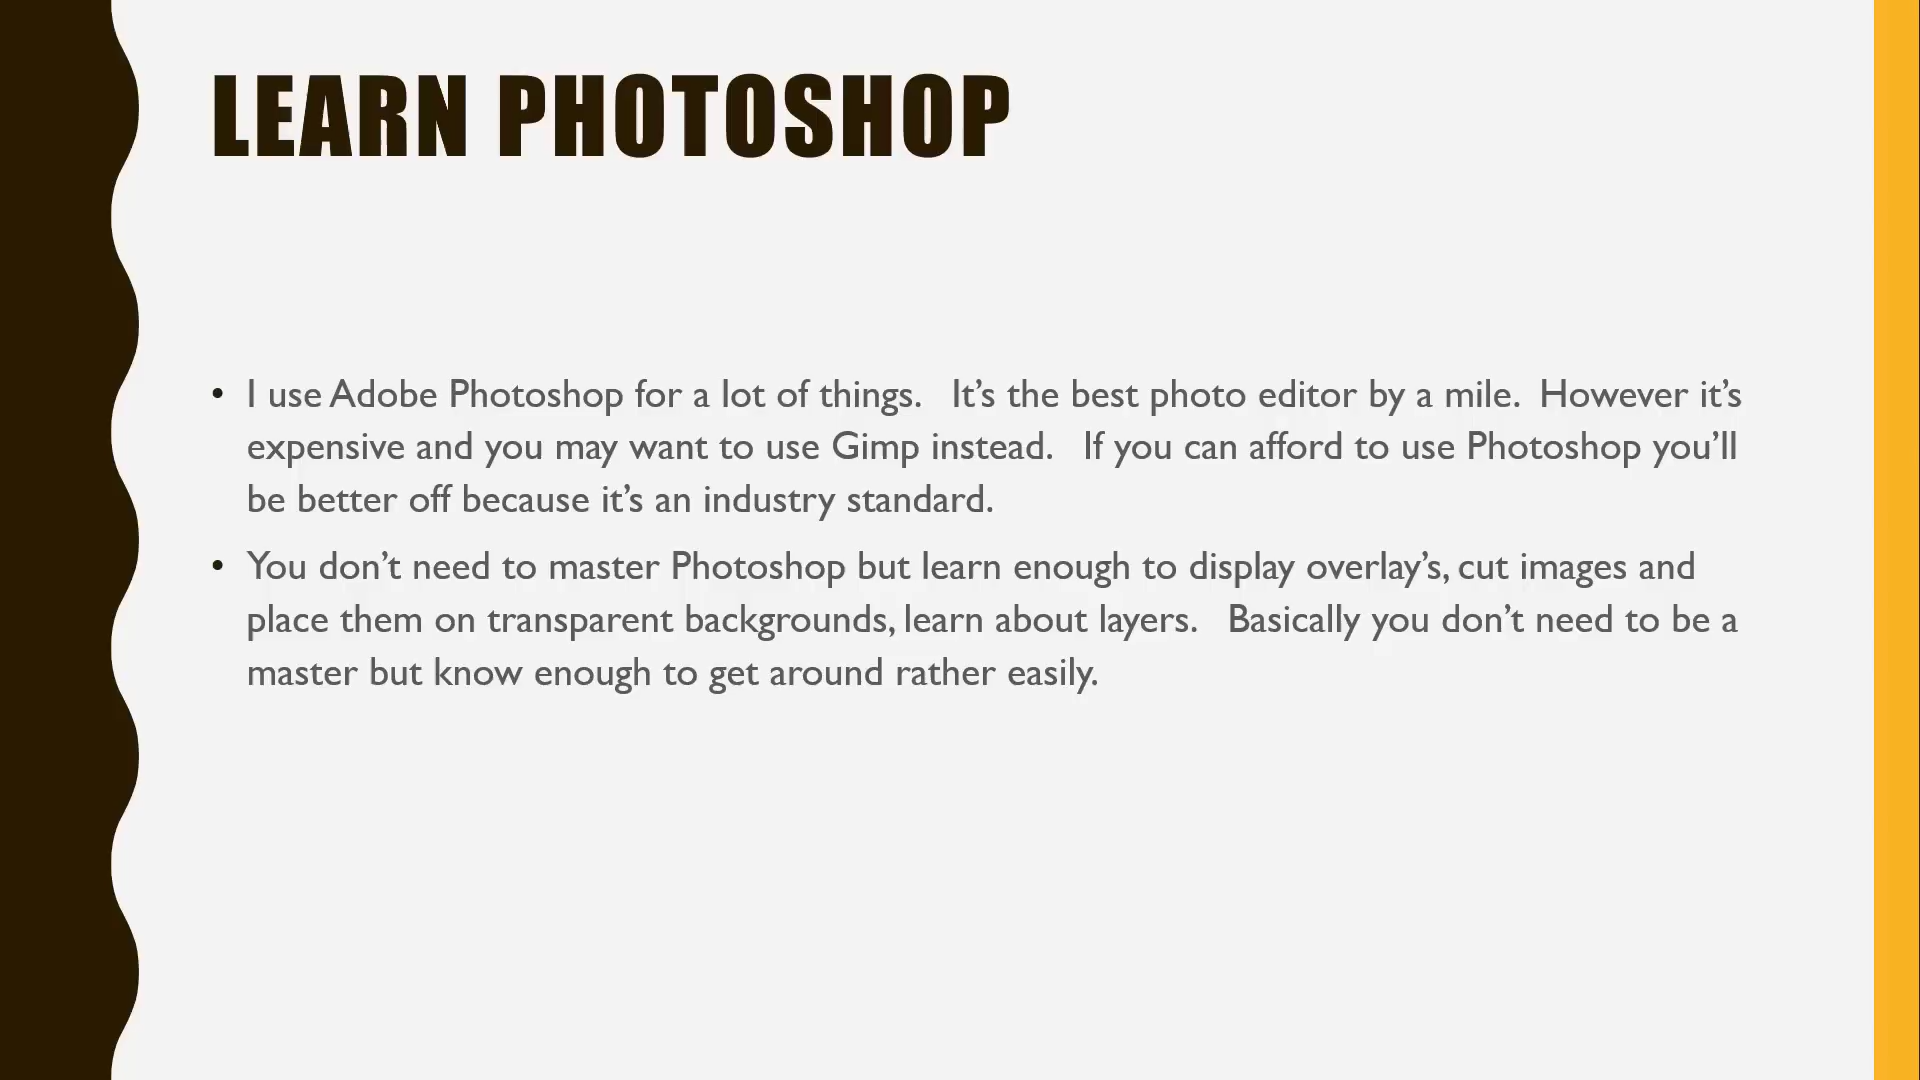 LEARN PHOTOSHOP
• I use Adobe Photoshop for a lot of things.   It’s the best photo editor by a mile.  However it’s
expensive and you may want to use Gimp instead.   If you can afford to use Photoshop you’ll
be better off because it’s an industry standard.
• You don’t need to master Photoshop but learn enough to display overlay’s, cut images and
place them on transparent backgrounds, learn about layers.   Basically you don’t need to be a
master but know enough to get around rather easily.